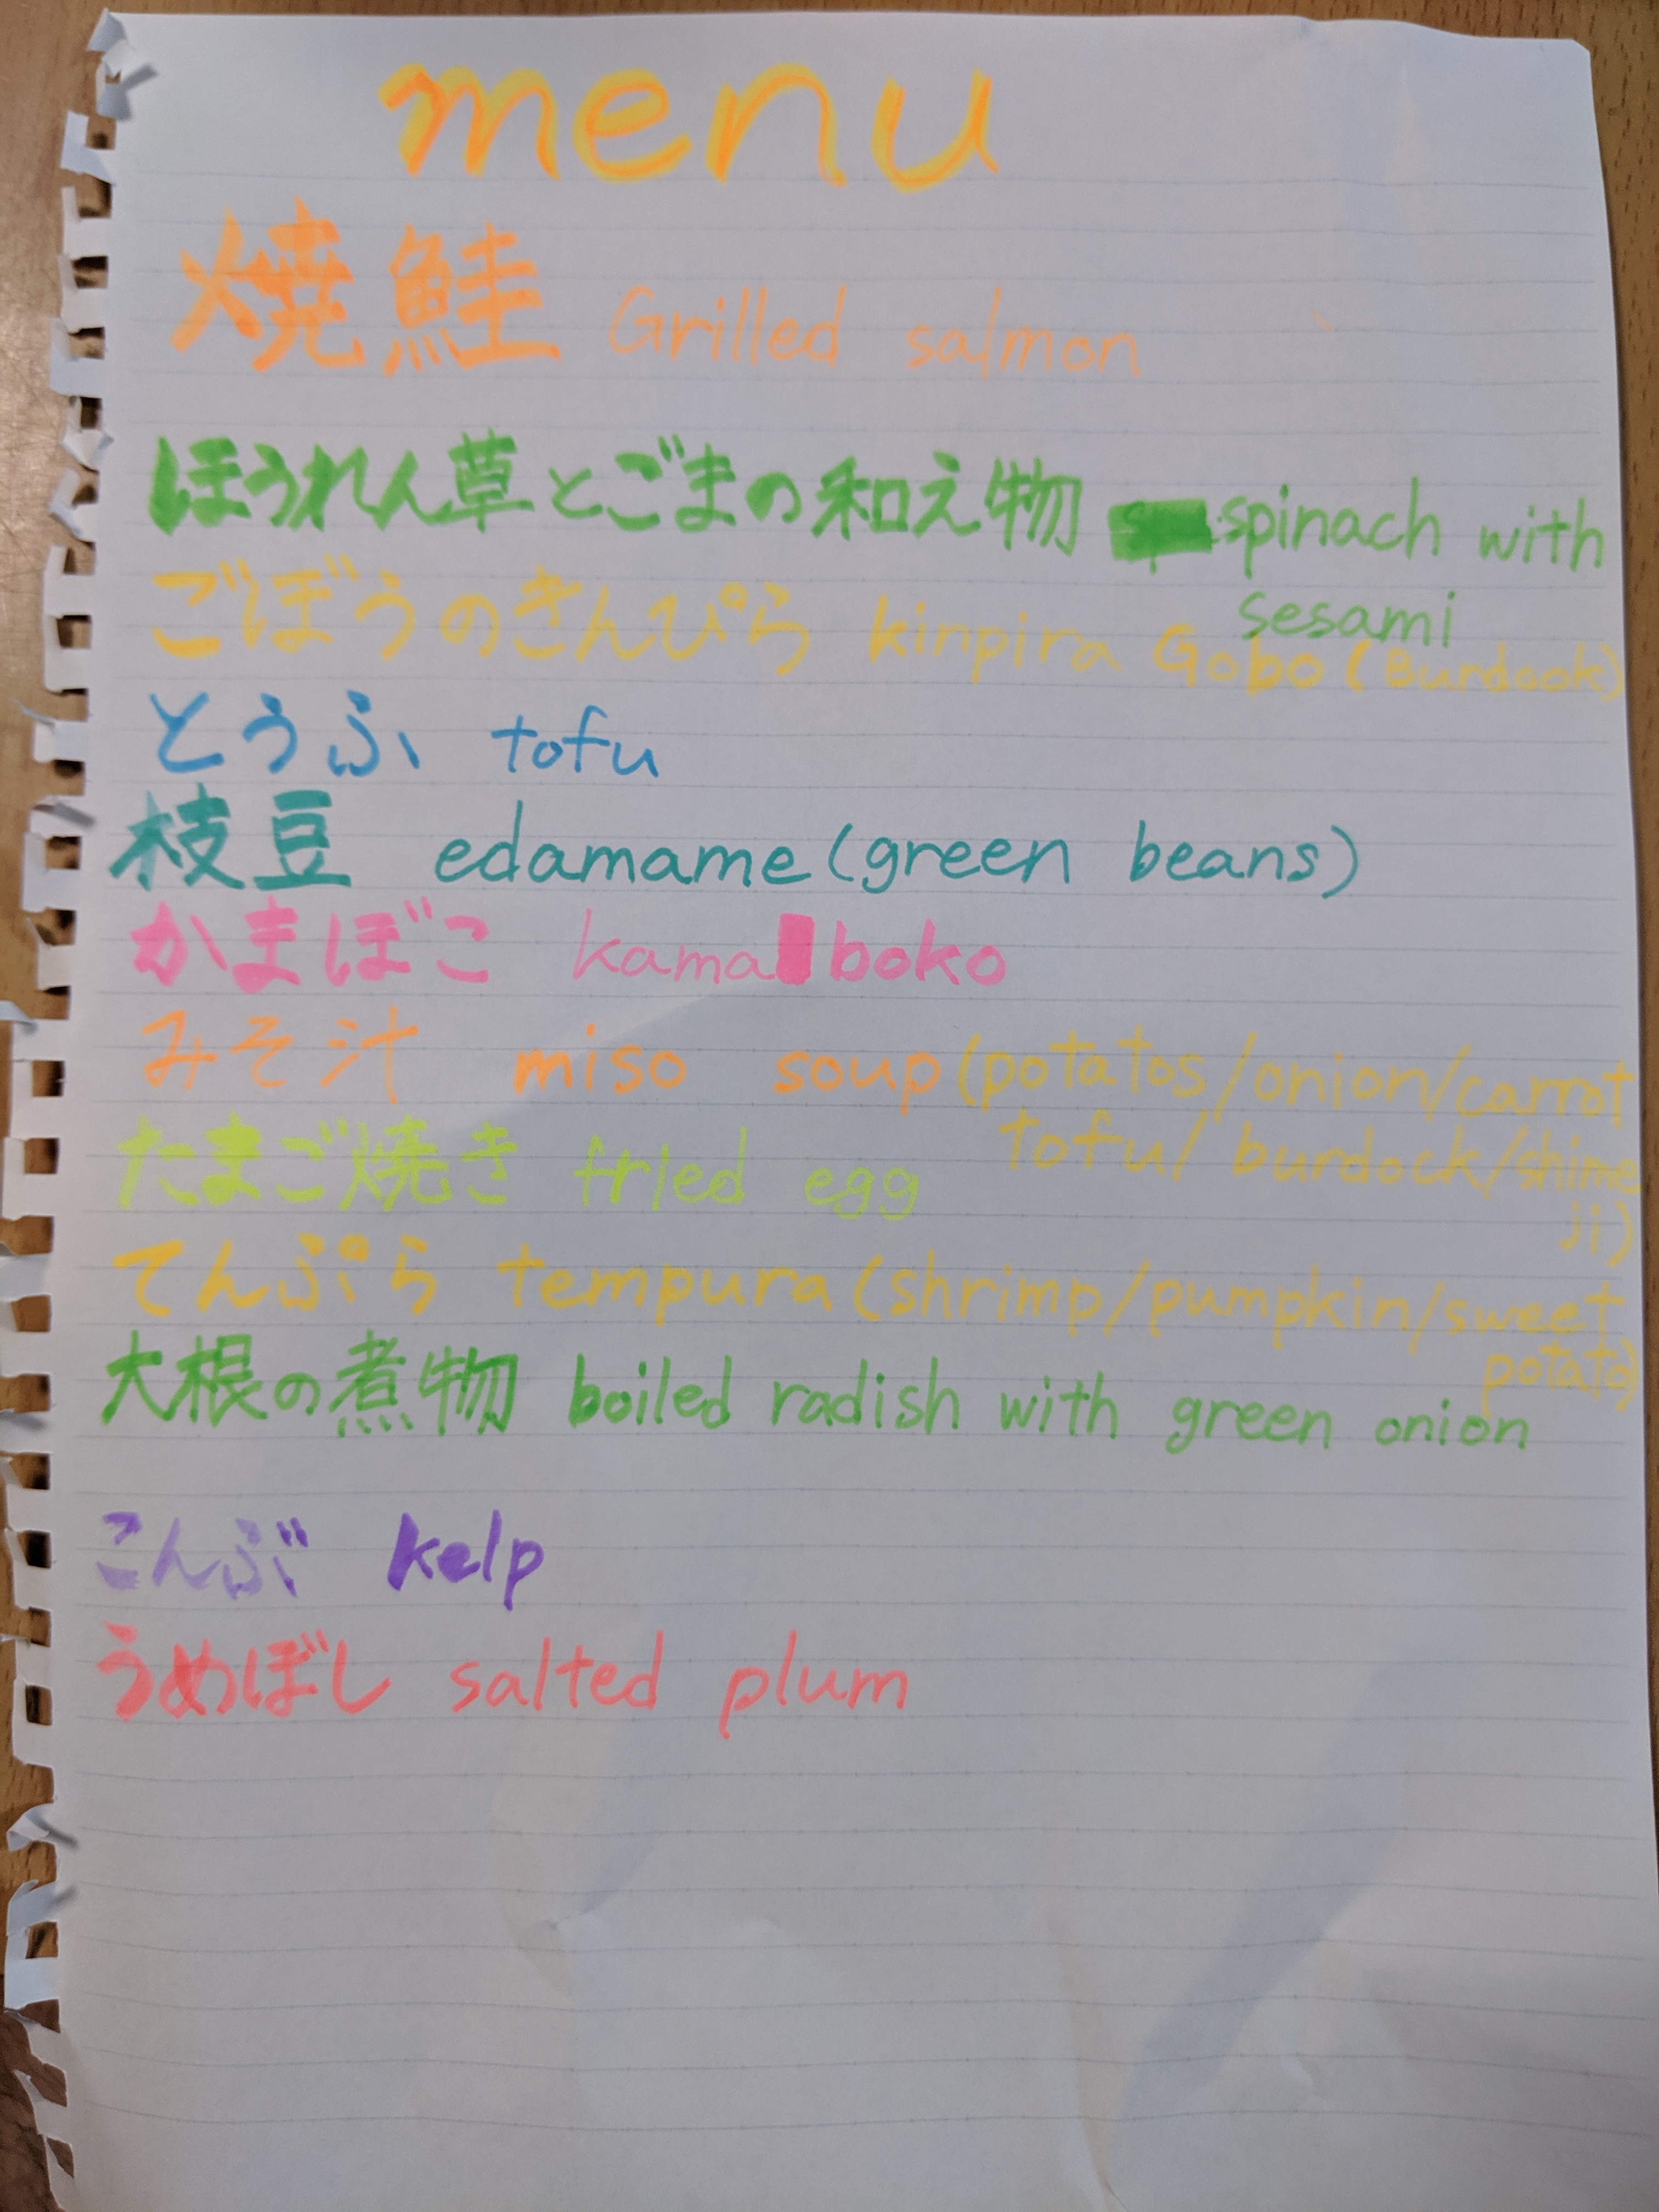 menu
焼鮭 Grilled salmon
ほうれん草とごまの和え物 spinach with
sesami
ごぼうのきんぴら kinpira Gobo (Burdook)
とうふ tofu
枝豆 edamame (green beans)
かまぼこ kama boko
みそ汁 miso soup (potatos/onion/carrot
tofu/burdock/shime
ji)
たまご焼き fried egg
てんぷら tempura (shrimp/pumpkin/sweet
potato)
大根の煮物 boiled radish with green onion
こんぶ kelp
うめぼし salted plum